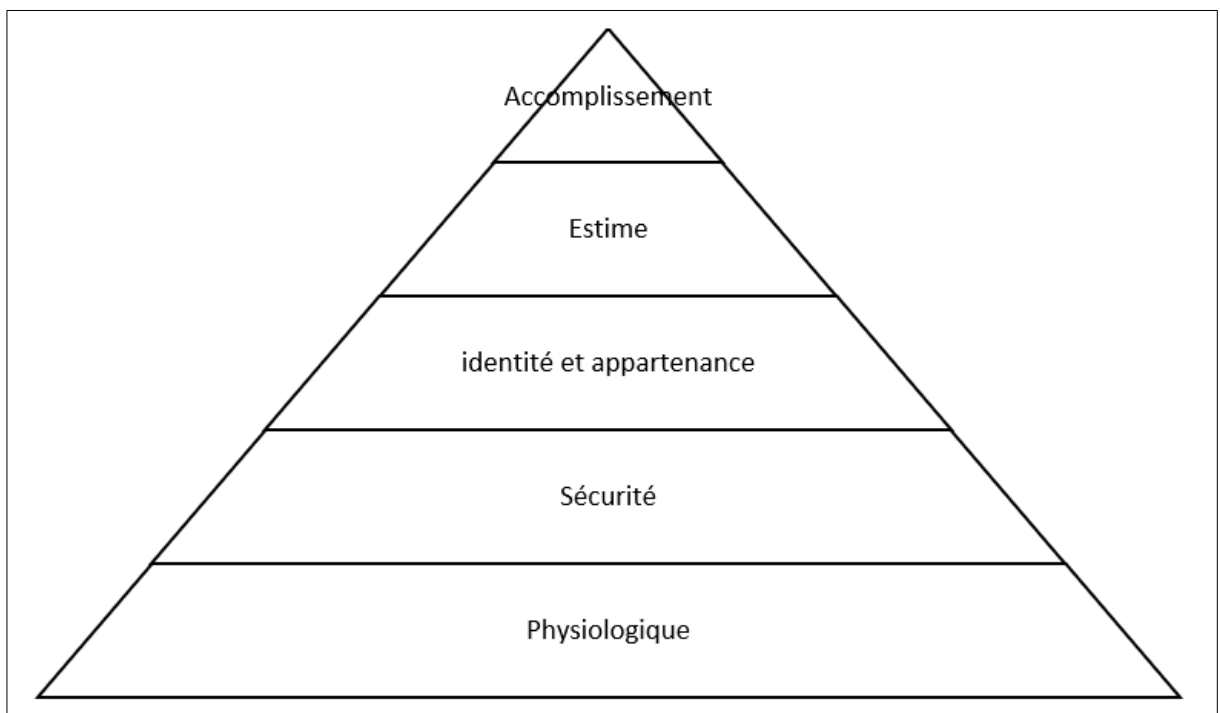 Accomplissement
Estime
identité et appartenance
Sécurité
Physiologique